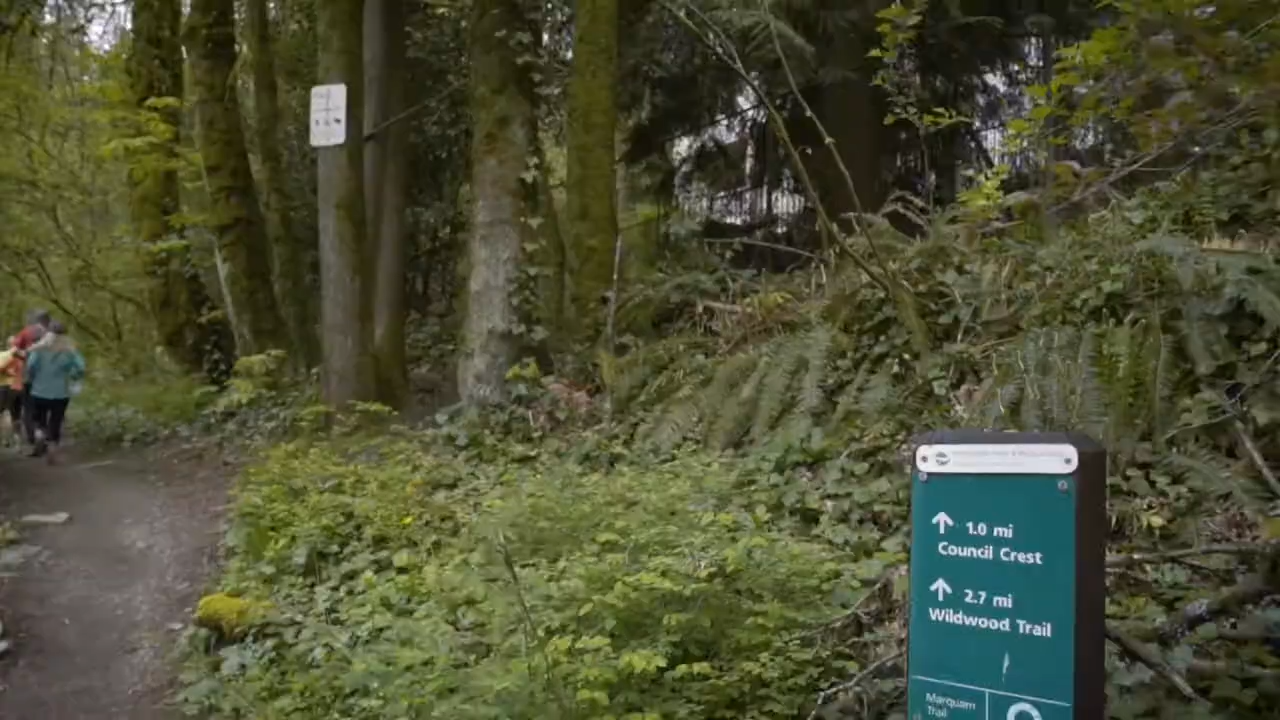 ↑ 1.0 mi
Council Crest
↑ 2.7 mi
Wildwood Trail
Marquam
Trail